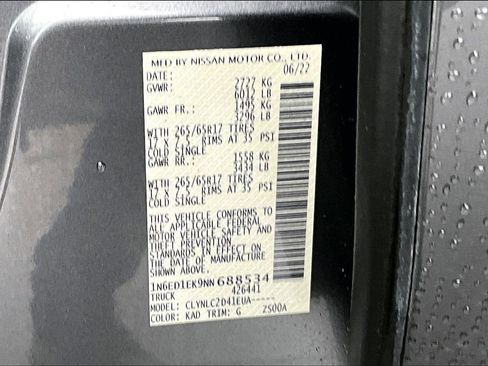 MFD BY NISSAN MOTOR CO., LTD.
DATE: 06/22
GVWR: 2727 KG
6012 LB
GAWR FR.: 1495 KG
3296 LB
WITH 265/65R17 TIRES
17 X 7.5 RIMS AT 35 PSI
COLD SINGLE
GAWR RR.: 1558 KG
3434 LB
WITH 265/65R17 TIRES
17 X 7.5 RIMS AT 35 PSI
COLD SINGLE
THIS VEHICLE CONFORMS TO
ALL APPLICABLE FEDERAL
MOTOR VEHICLE SAFETY AND
THEFT PREVENTION
STANDARDS IN EFFECT ON
THE DATE OF MANUFACTURE
SHOWN ABOVE.
1N6ED1EK9NN 688534
TRUCK 426441
MODEL: CLYNLC2D41EUA-----
COLOR: KAD TRIM: G ZS00A